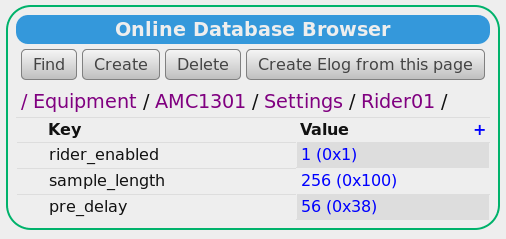 Online Database Browser
Find Create Delete Create Elog from this page
/ Equipment / AMC1301 / Settings / Rider01 /
Key Value +
rider_enabled 1 (0x1)
sample_length 256 (0x100)
pre_delay 56 (0x38)